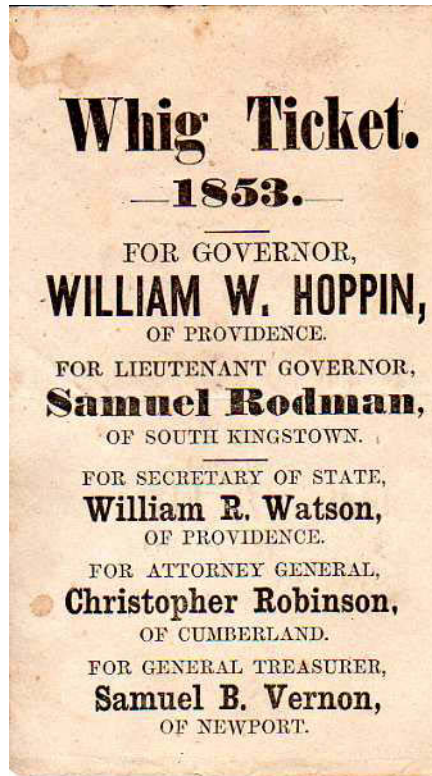 Whig Ticket.
—1853.—
FOR GOVERNOR,
WILLIAM W. HOPPIN,
OF PROVIDENCE.
FOR LIEUTENANT GOVERNOR,
Samuel Rodman,
OF SOUTH KINGSTOWN.
FOR SECRETARY OF STATE,
William R. Watson,
OF PROVIDENCE.
FOR ATTORNEY GENERAL,
Christopher Robinson,
OF CUMBERLAND.
FOR GENERAL TREASURER,
Samuel B. Vernon,
OF NEWPORT.